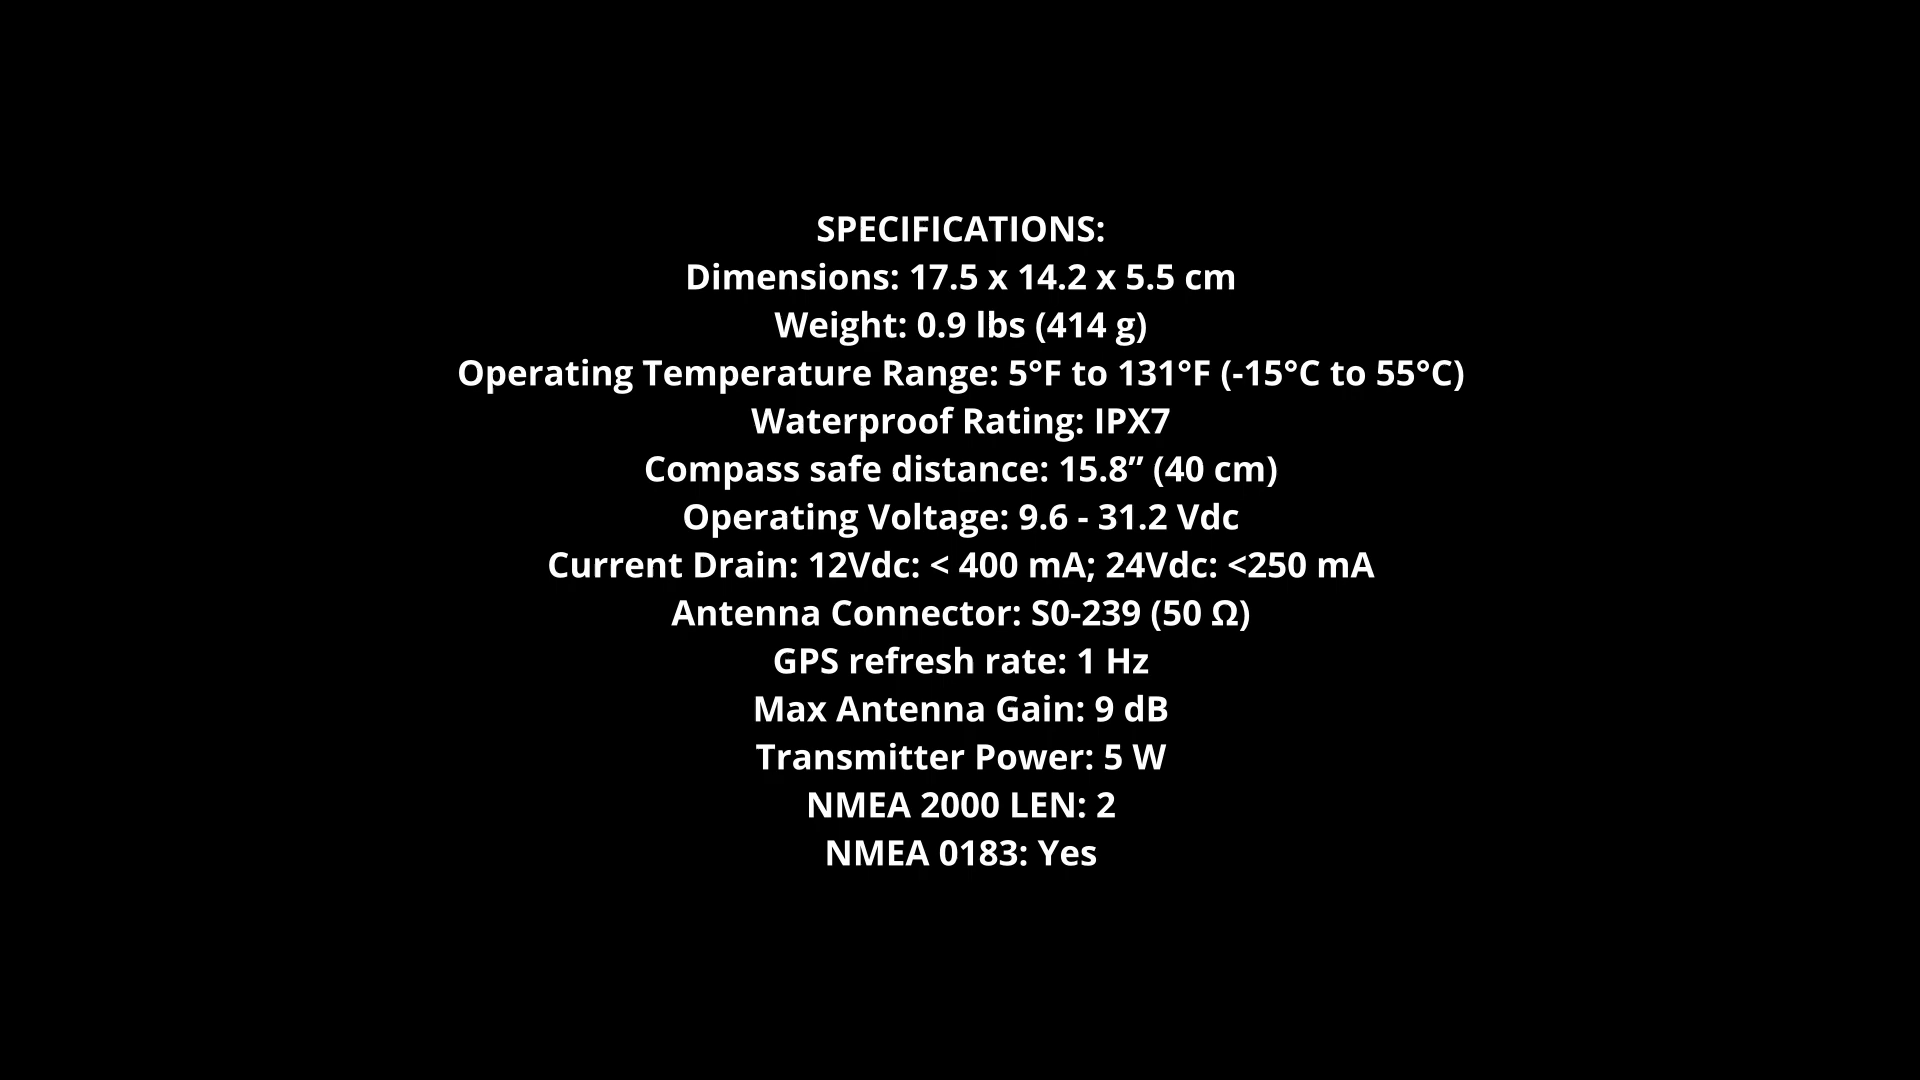 SPECIFICATIONS:
Dimensions: 17.5 x 14.2 x 5.5 cm
Weight: 0.9 lbs (414 g)
Operating Temperature Range: 5°F to 131°F (-15°C to 55°C)
Waterproof Rating: IPX7
Compass safe distance: 15.8” (40 cm)
Operating Voltage: 9.6 - 31.2 Vdc
Current Drain: 12Vdc: < 400 mA; 24Vdc: <250 mA
Antenna Connector: S0-239 (50 Ω)
GPS refresh rate: 1 Hz
Max Antenna Gain: 9 dB
Transmitter Power: 5 W
NMEA 2000 LEN: 2
NMEA 0183: Yes